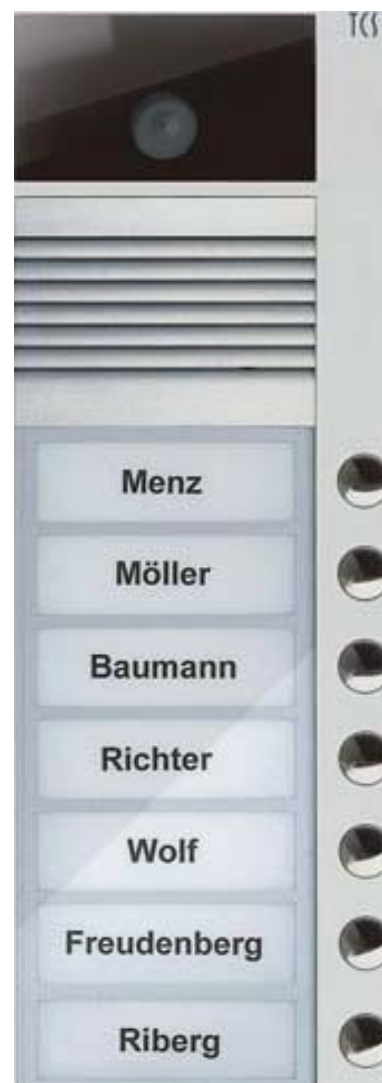 TCS
Menz
Möller
Baumann
Richter
Wolf
Freudenberg
Riberg